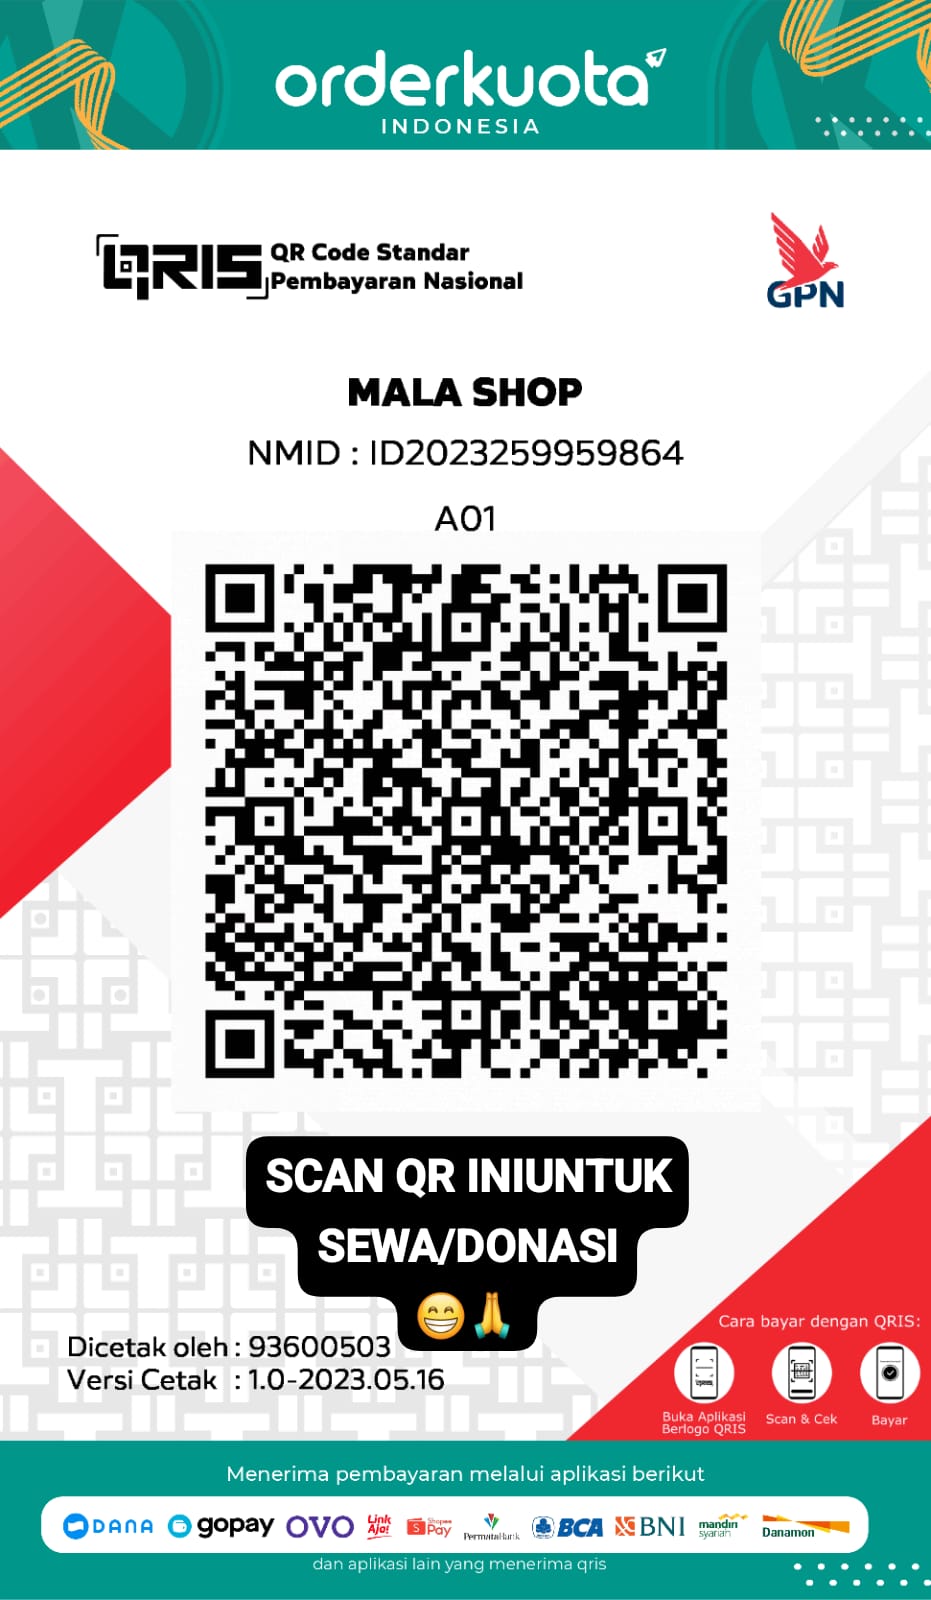 orderkuota
INDONESIA
QRIS
QR Code Standar
Pembayaran Nasional
GPN
MALA SHOP
NMID : ID2023259959864
A01
SCAN QR INIUNTUK
SEWA/DONASI
😁🙏
Dicetak oleh : 93600503
Versi Cetak : 1.0-2023.05.16
Cara bayar dengan QRIS:
Buka Aplikasi
Berlogo QRIS
Scan & Cek
Bayar
Menerima pembayaran melalui aplikasi berikut
DANA gopay OVO LinkAja! ShopeePay PermataBank BCA BNI mandiri syariah Danamon
dan aplikasi lain yang menerima qris